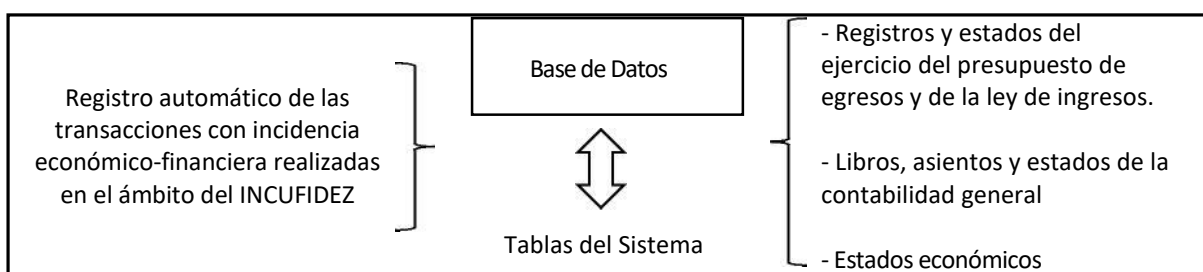 Registro automático de las
transacciones con incidencia
económico-financiera realizadas
en el ámbito del INCUFIDEZ
Base de Datos
Tablas del Sistema
- Registros y estados del
ejercicio del presupuesto de
egresos y de la ley de ingresos.
- Libros, asientos y estados de la
contabilidad general
- Estados económicos